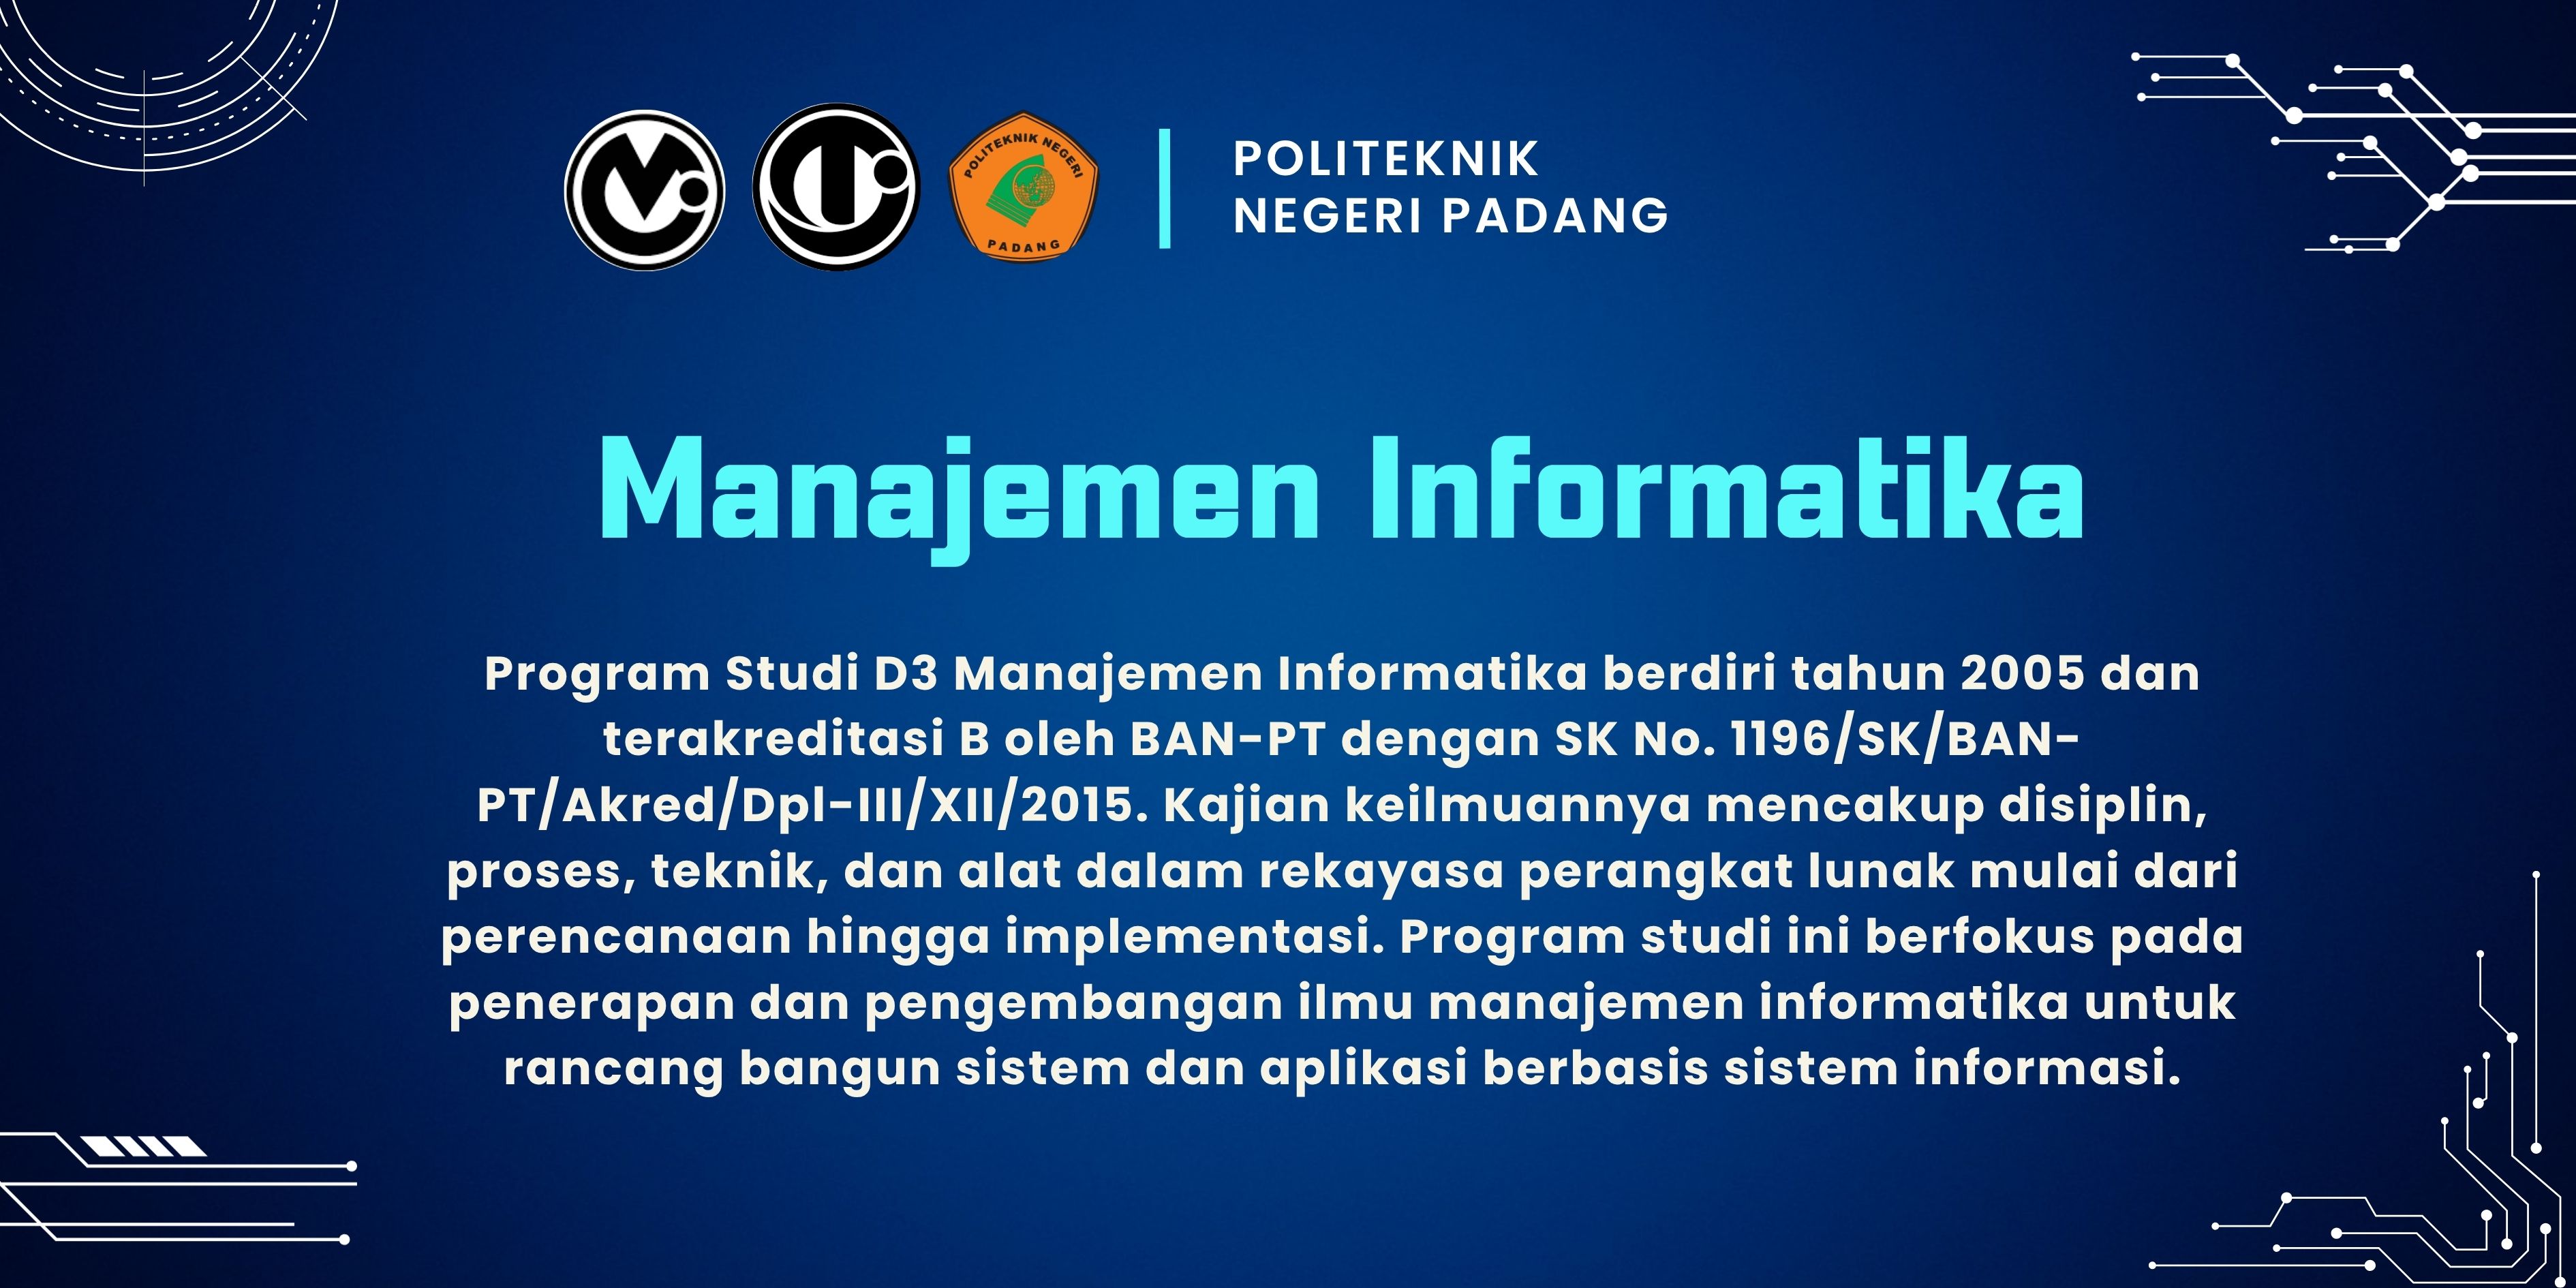 POLITEKNIK NEGERI
PADANG
POLITEKNIK
NEGERI PADANG
Manajemen Informatika
Program Studi D3 Manajemen Informatika berdiri tahun 2005 dan
terakreditasi B oleh BAN-PT dengan SK No. 1196/SK/BAN-
PT/Akred/Dpl-III/XII/2015. Kajian keilmuannya mencakup disiplin,
proses, teknik, dan alat dalam rekayasa perangkat lunak mulai dari
perencanaan hingga implementasi. Program studi ini berfokus pada
penerapan dan pengembangan ilmu manajemen informatika untuk
rancang bangun sistem dan aplikasi berbasis sistem informasi.